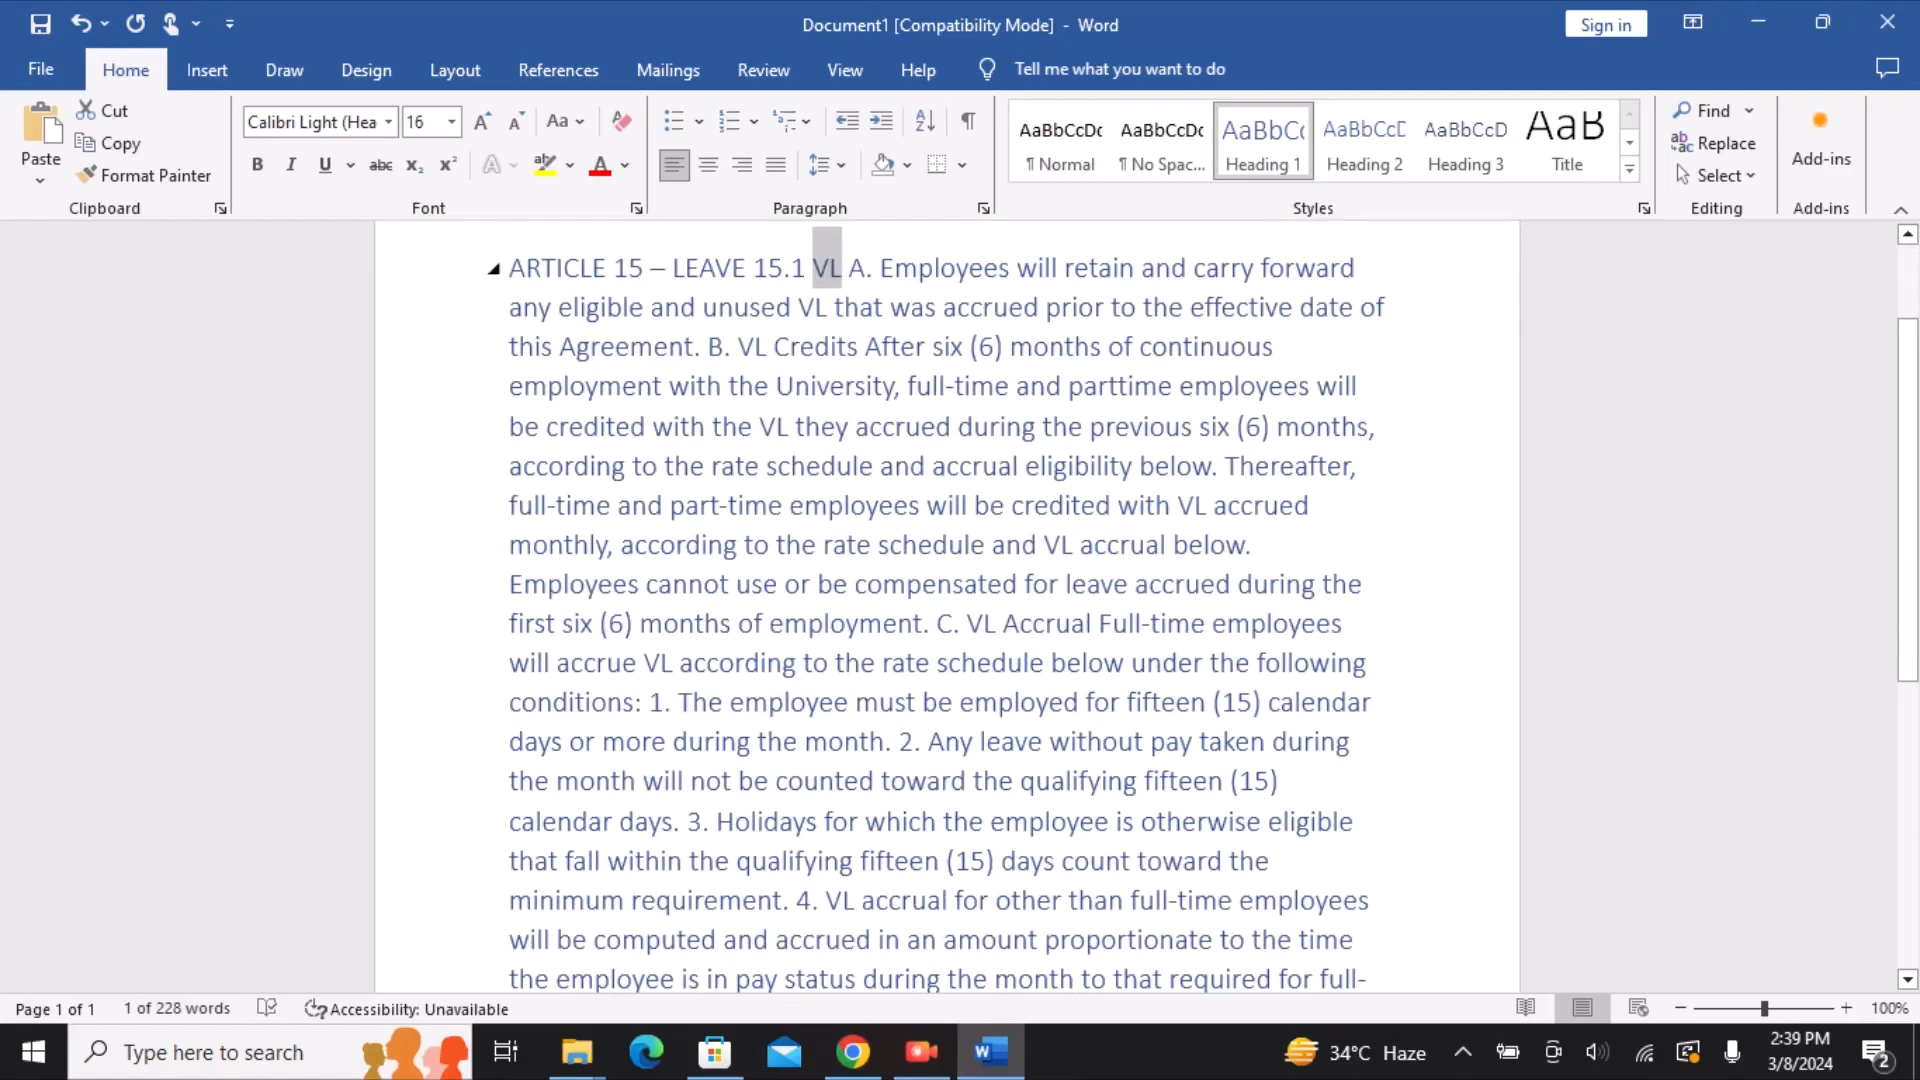 Document1 [Compatibility Mode] - Word
Sign in
File Home Insert Draw Design Layout References Mailings Review View Help Tell me what you want to do
Paste
Cut
Copy
Format Painter
Clipboard
Calibri Light (Hea 16
Font
Paragraph
AaBbCcDc AaBbCcDc AaBbC( AaBbCcE AaBbCcD AaB
¶ Normal ¶ No Spac... Heading 1 Heading 2 Heading 3 Title
Styles
Find
Replace
Select
Editing
Add-ins
Add-ins
ARTICLE 15 – LEAVE 15.1 VL A. Employees will retain and carry forward
any eligible and unused VL that was accrued prior to the effective date of
this Agreement. B. VL Credits After six (6) months of continuous
employment with the University, full-time and parttime employees will
be credited with the VL they accrued during the previous six (6) months,
according to the rate schedule and accrual eligibility below. Thereafter,
full-time and part-time employees will be credited with VL accrued
monthly, according to the rate schedule and VL accrual below.
Employees cannot use or be compensated for leave accrued during the
first six (6) months of employment. C. VL Accrual Full-time employees
will accrue VL according to the rate schedule below under the following
conditions: 1. The employee must be employed for fifteen (15) calendar
days or more during the month. 2. Any leave without pay taken during
the month will not be counted toward the qualifying fifteen (15)
calendar days. 3. Holidays for which the employee is otherwise eligible
that fall within the qualifying fifteen (15) days count toward the
minimum requirement. 4. VL accrual for other than full-time employees
will be computed and accrued in an amount proportionate to the time
the employee is in pay status during the month to that required for full-
Page 1 of 1 1 of 228 words Accessibility: Unavailable 100%
Type here to search
34°C Haze
2:39 PM
3/8/2024
2